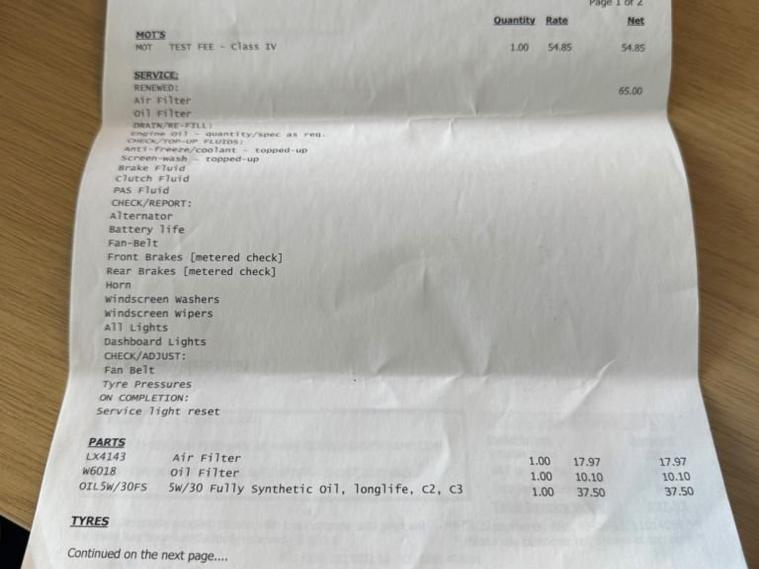 Page 1 of 2
Quantity Rate Net
MOT'S
MOT TEST FEE - Class IV 1.00 54.85 54.85
SERVICE:
RENEWED: 65.00
Air Filter
Oil Filter
DRAIN/RE-FILL:
Engine Oil - quantity/spec as req.
CHECK/TOP-UP FLUIDS:
Anti-freeze/coolant - topped-up
Screen-wash - topped-up
Brake Fluid
Clutch Fluid
PAS Fluid
CHECK/REPORT:
Alternator
Battery life
Fan-Belt
Front Brakes [metered check]
Rear Brakes [metered check]
Horn
Windscreen Washers
Windscreen Wipers
All Lights
Dashboard Lights
CHECK/ADJUST:
Fan Belt
Tyre Pressures
ON COMPLETION:
Service light reset
PARTS
LX4143 Air Filter 1.00 17.97 17.97
W6018 Oil Filter 1.00 10.10 10.10
OIL5W/30FS 5W/30 Fully Synthetic Oil, longlife, C2, C3 1.00 37.50 37.50
TYRES
Continued on the next page....